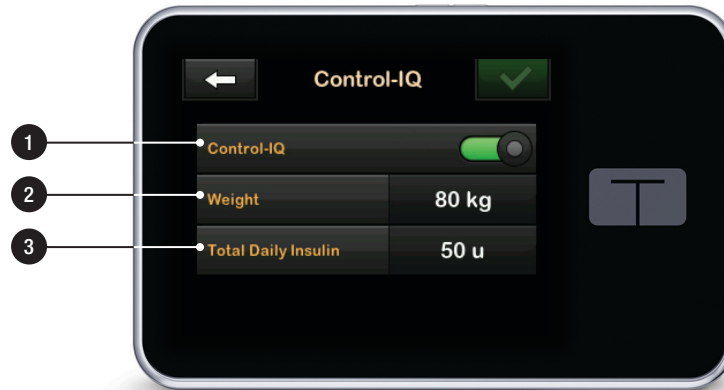 Control-IQ
1
Control-IQ
2
Weight
80 kg
3
Total Daily Insulin
50 u